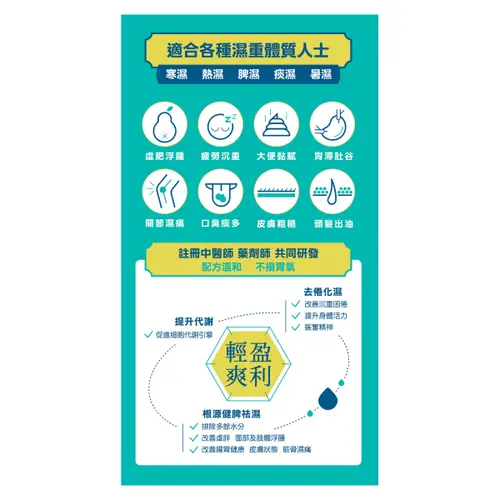 適合各種濕重體質人士
寒濕 熱濕 脾濕 痰濕 暑濕
虛肥浮腫 疲勞沉重 大便黏膩 胃滯肚谷
關節濕痛 口臭痰多 皮膚粗糙 頭髮出油
註冊中醫師 藥劑師 共同研發
配方溫和 不損胃氣
去倦化濕
改善沉重困倦
提升身體活力
振奮精神
提升代謝
促進細胞代謝引擎
輕盈
爽利
根源健脾祛濕
排除多餘水分
改善虛胖 面部及肢體浮腫
改善腸胃健康 皮膚狀態 筋骨濕痛